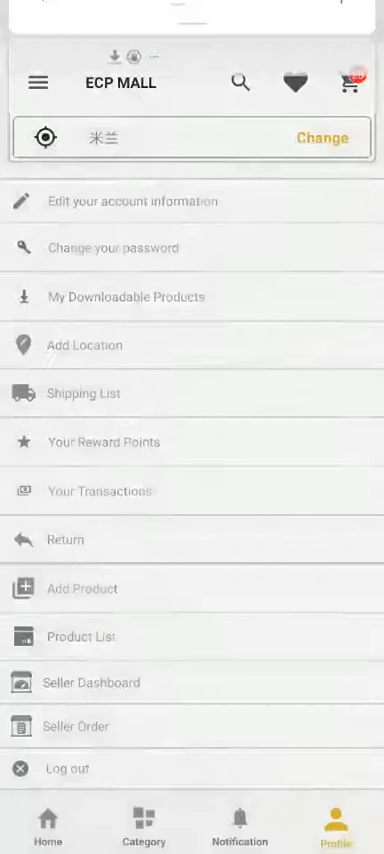 ECP MALL
米兰 Change
Edit your account information
Change your password
My Downloadable Products
Add Location
Shipping List
Your Reward Points
Your Transactions
Return
Add Product
Product List
Seller Dashboard
Seller Order
Log out
Home Category Notification Profile